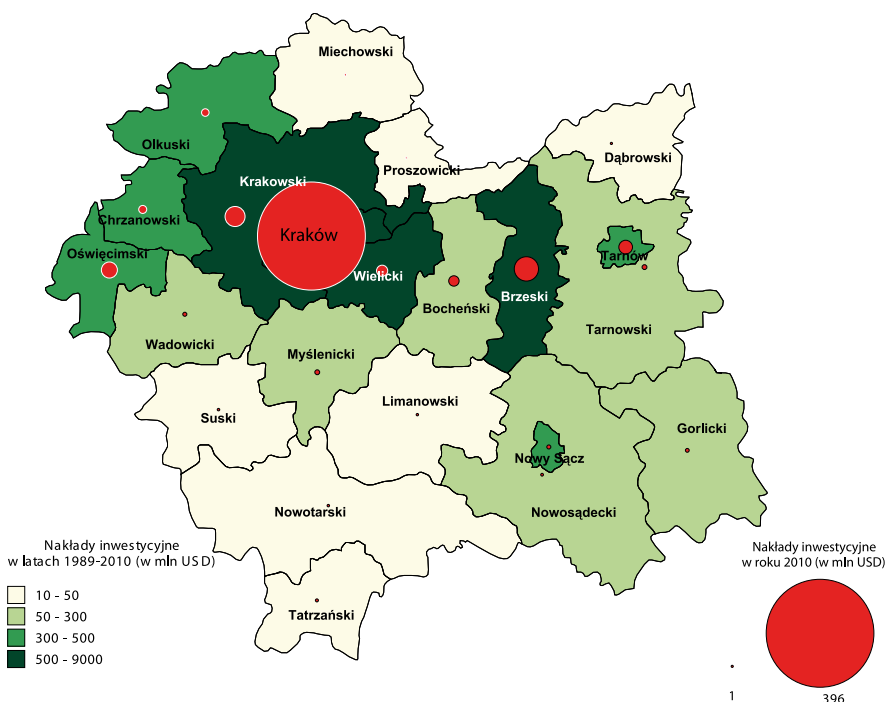 Miechowski
Olkuski
Proszowicki
Dąbrowski
Krakowski
Chrzanowski
Kraków
Oświęcimski
Wielicki
Tarnów
Bocheński
Brzeski
Tarnowski
Wadowicki
Myślenicki
Suski
Limanowski
Gorlicki
Nowy Sącz
Nowotarski
Nowosądecki
Tatrzański
Nakłady inwestycyjne
w latach 1989-2010 (w mln USD)
10 - 50
50 - 300
300 - 500
500 - 9000
Nakłady inwestycyjne
w roku 2010 (w mln USD)
1
396